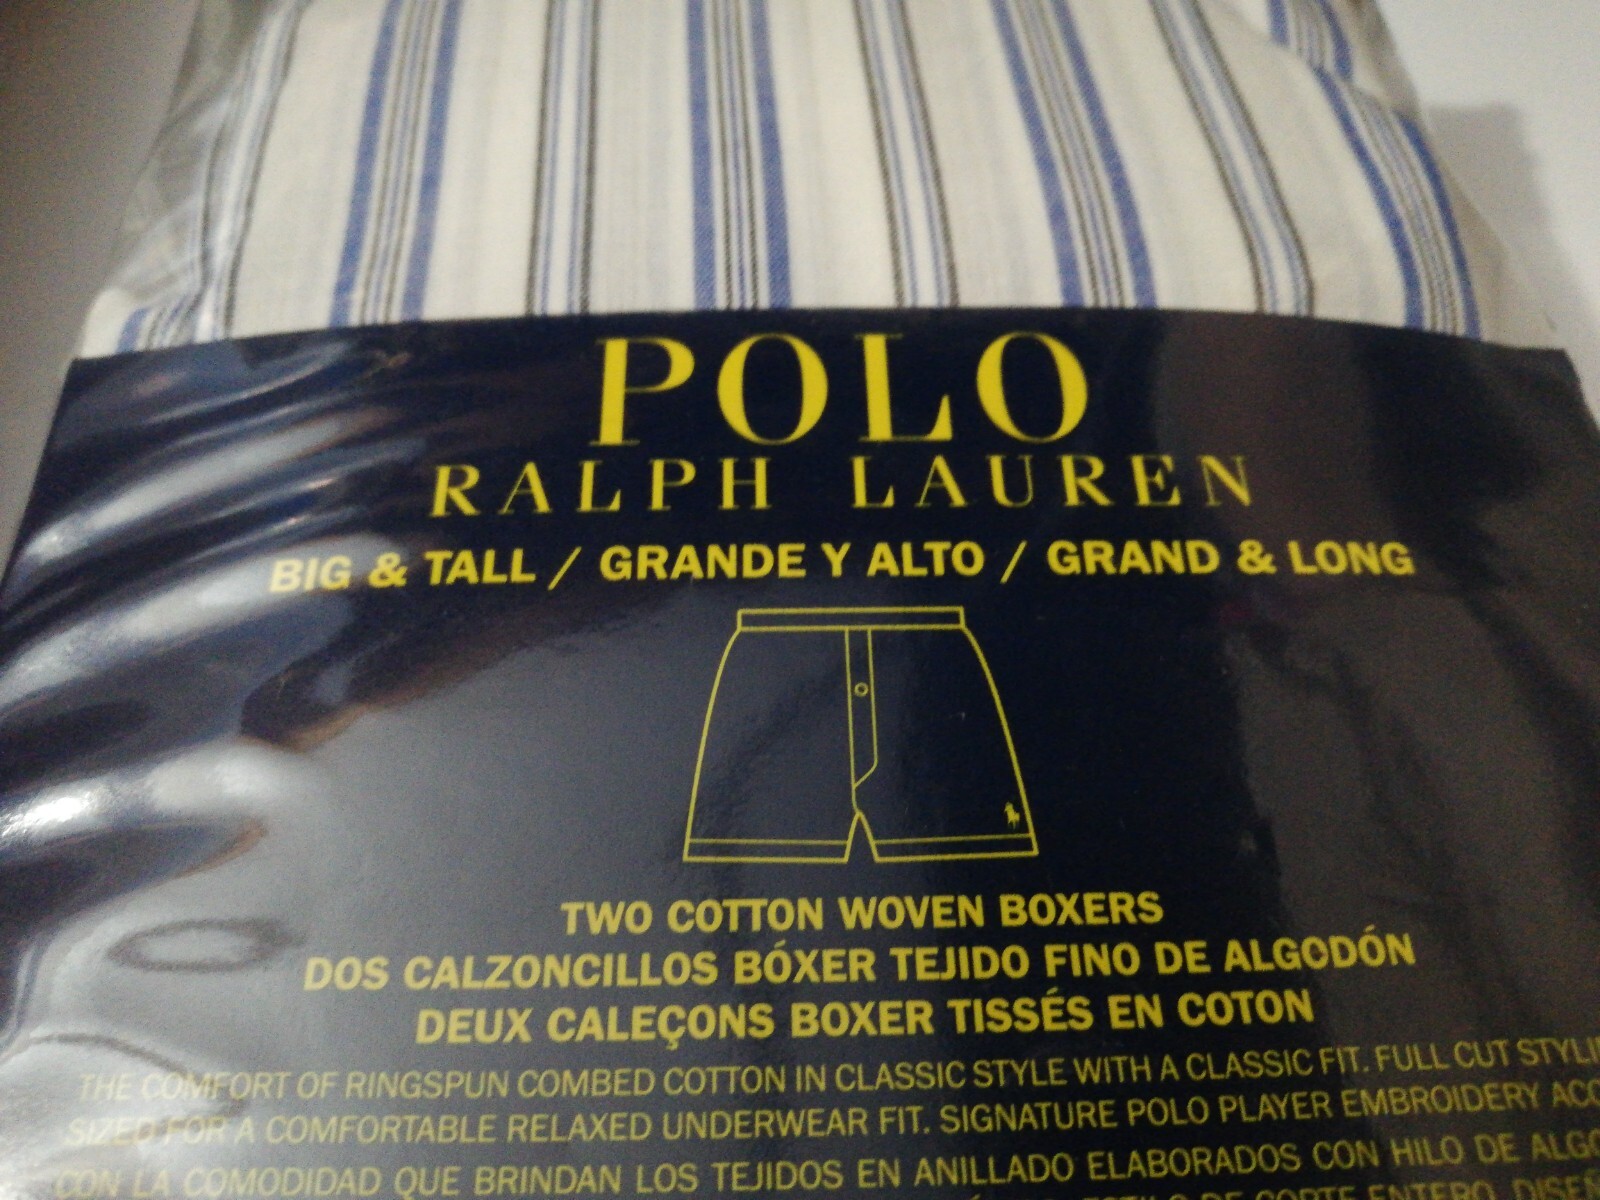 POLO
RALPH LAUREN
BIG & TALL / GRANDE Y ALTO / GRAND & LONG
TWO COTTON WOVEN BOXERS
DOS CALZONCILLOS BÓXER TEJIDO FINO DE ALGODÓN
DEUX CALEÇONS BOXER TISSÉS EN COTON
THE COMFORT OF RINGSPUN COMBED COTTON IN CLASSIC STYLE WITH A CLASSIC FIT. FULL CUT
SIZED FOR A COMFORTABLE RELAXED UNDERWEAR FIT. SIGNATURE POLO PLAYER EMBROIDERY
CON LA COMODIDAD QUE BRINDAN LOS TEJIDOS EN ANILLADO ELABORADOS CON HILO DE
DE CORTE ENTERO.